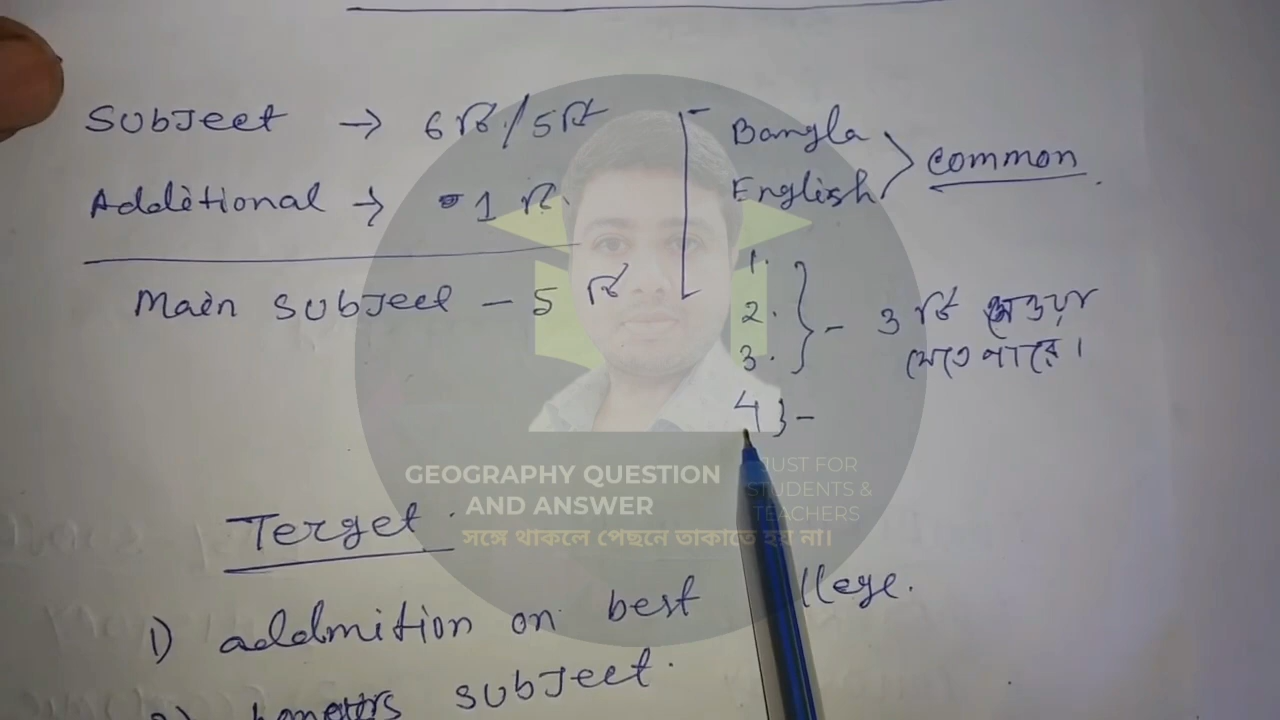 Subject → 6 টি/5 টি
Additional → - 1 টি.
Main subject - 5 টি
Bangla
English
common
1.
2.
3.
- 3 টি
যেতে পারে।
4 } -
GEOGRAPHY QUESTION
AND ANSWER
JUST FOR
STUDENTS &
TEACHERS
সঙ্গে থাকলে পেছনে তাকাতে হয় না।
Terget.
1) addmition on best llege.
subject.